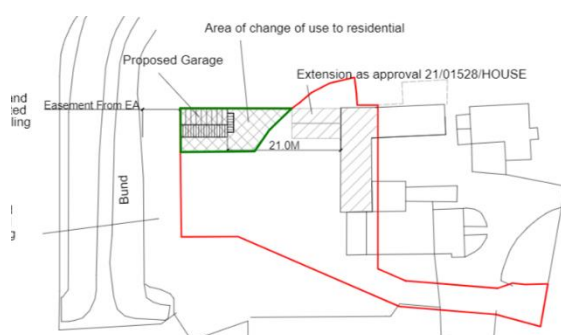 Area of change of use to residential
Proposed Garage
Extension as approval 21/01528/HOUSE
Easement From EA
21.0M
Bund